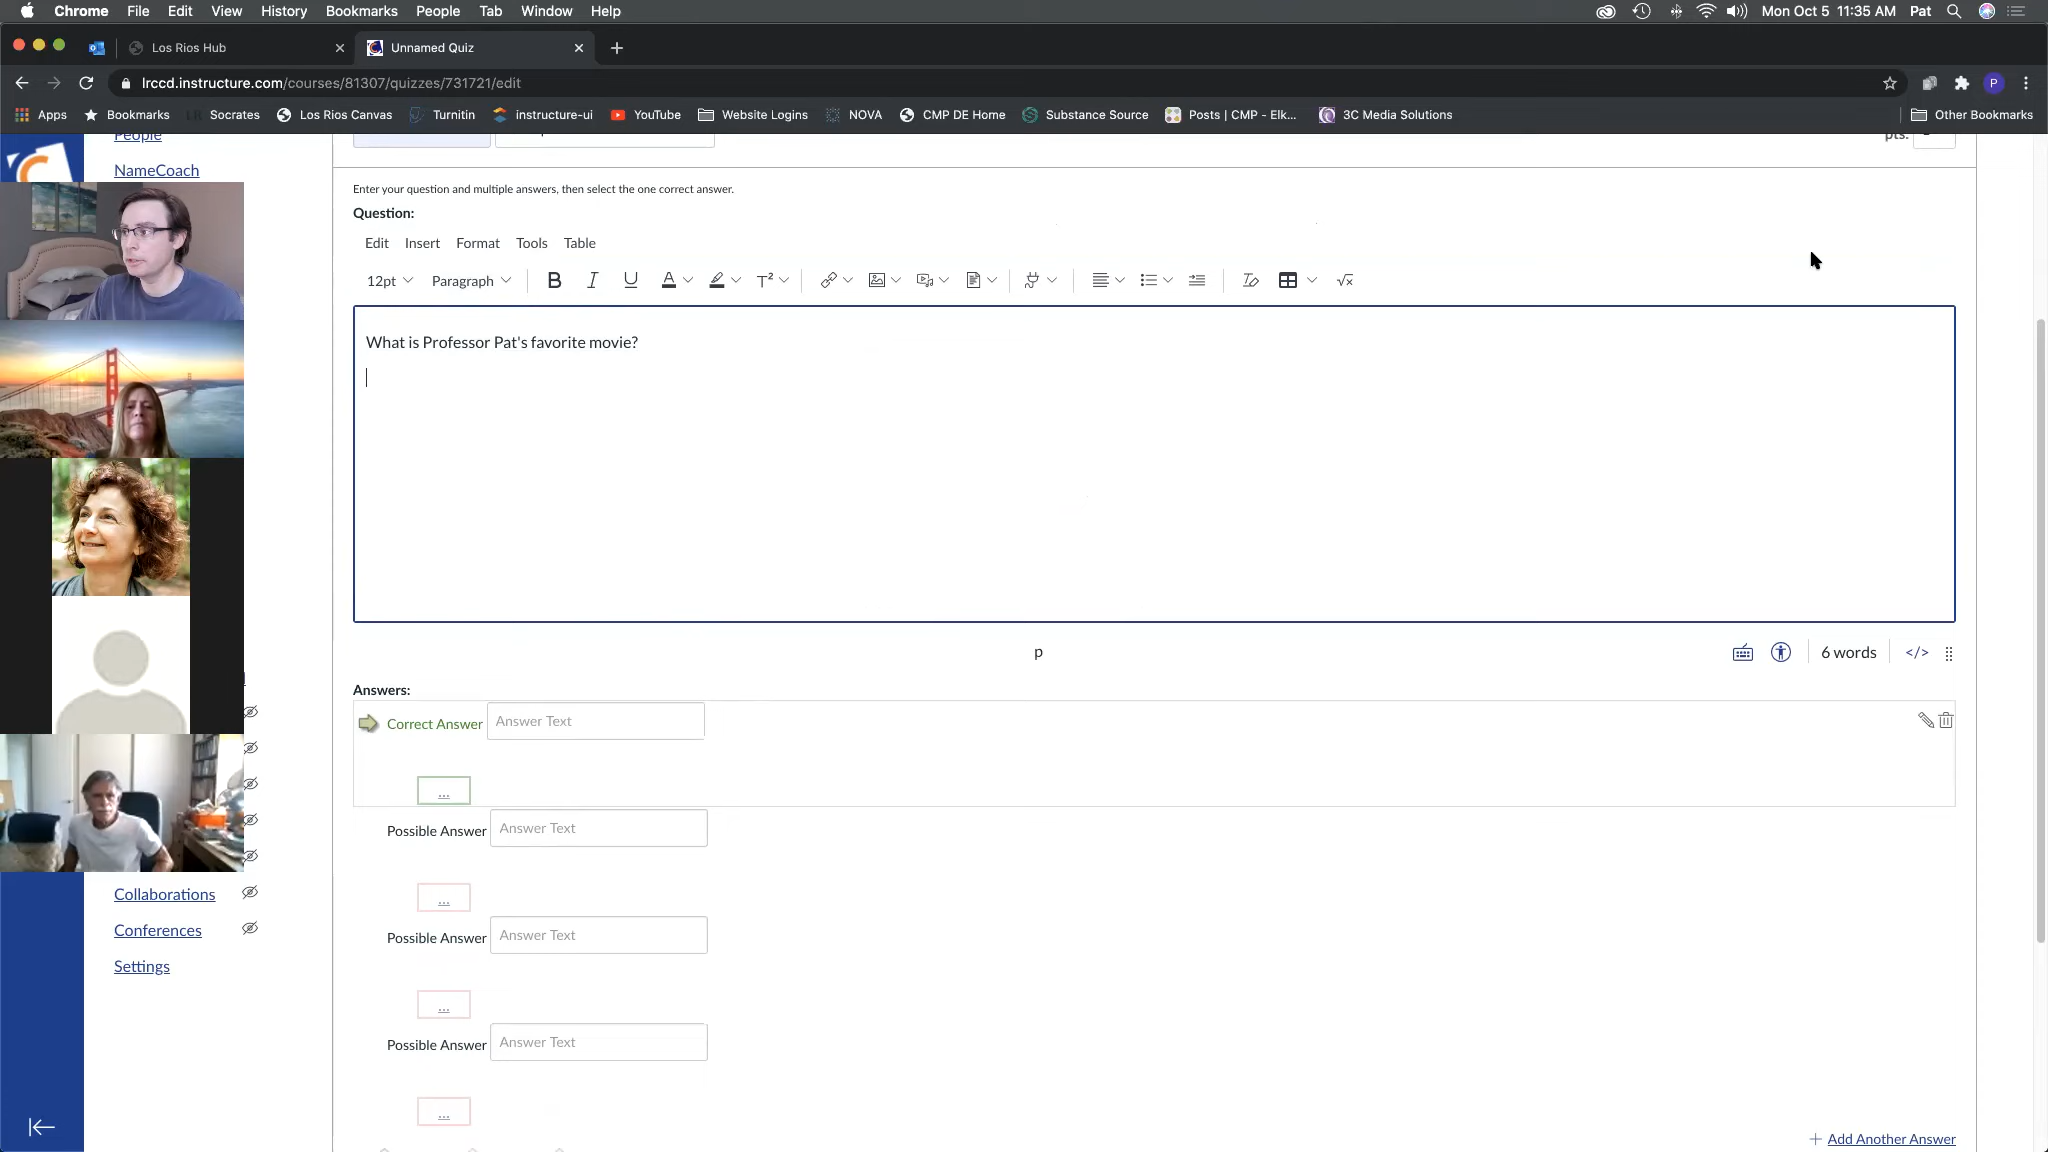 Chrome File Edit View History Bookmarks People Tab Window Help Mon Oct 5 11:35 AM Pat
Los Rios Hub Unnamed Quiz
lrccd.instructure.com/courses/81307/quizzes/731721/edit P
Apps Bookmarks Socrates Los Rios Canvas Turnitin instructure-ui YouTube Website Logins NOVA CMP DE Home Substance Source Posts | CMP - Elk... 3C Media Solutions Other Bookmarks
People
pts.
NameCoach
Enter your question and multiple answers, then select the one correct answer.
Question:
Edit Insert Format Tools Table
12pt Paragraph B I U A T²
What is Professor Pat's favorite movie?
p 6 words </>
Answers:
Correct Answer Answer Text
...
Possible Answer Answer Text
...
Possible Answer Answer Text
...
Possible Answer Answer Text
...
Collaborations
Conferences
Settings
+ Add Another Answer